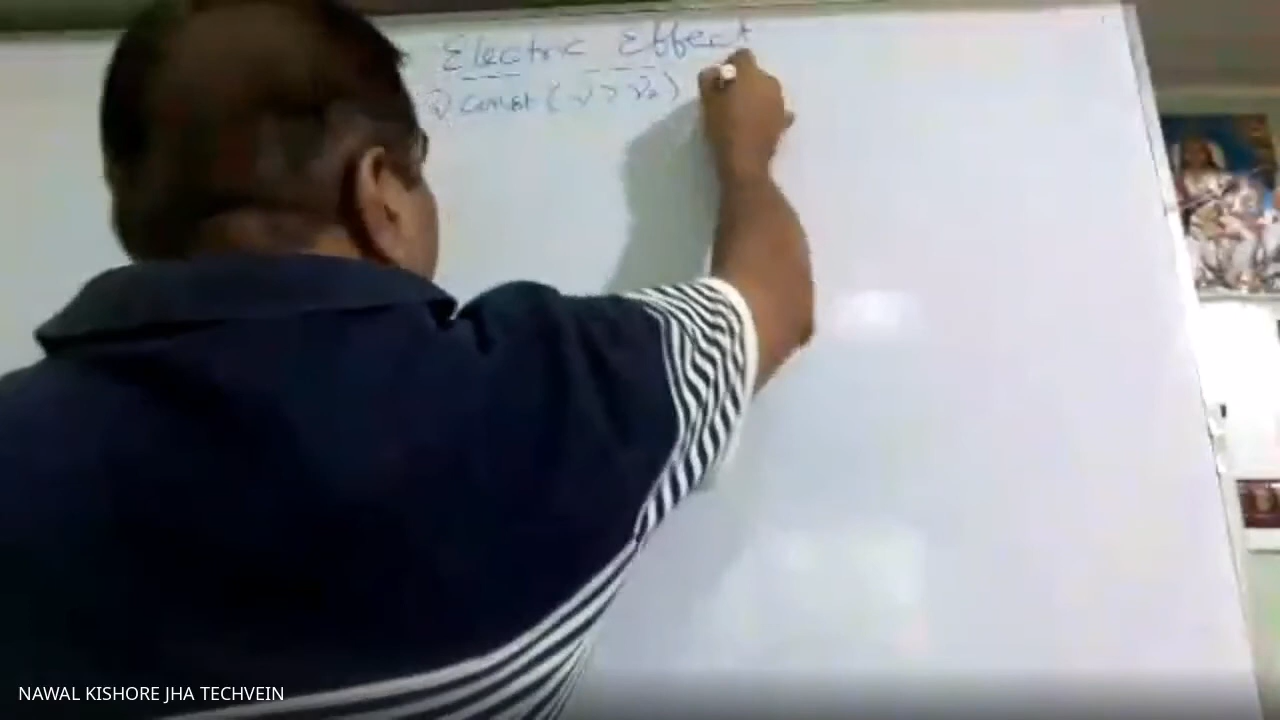 Electric Effect
ν const (ν > ν₀)
NAWAL KISHORE JHA TECHVEIN